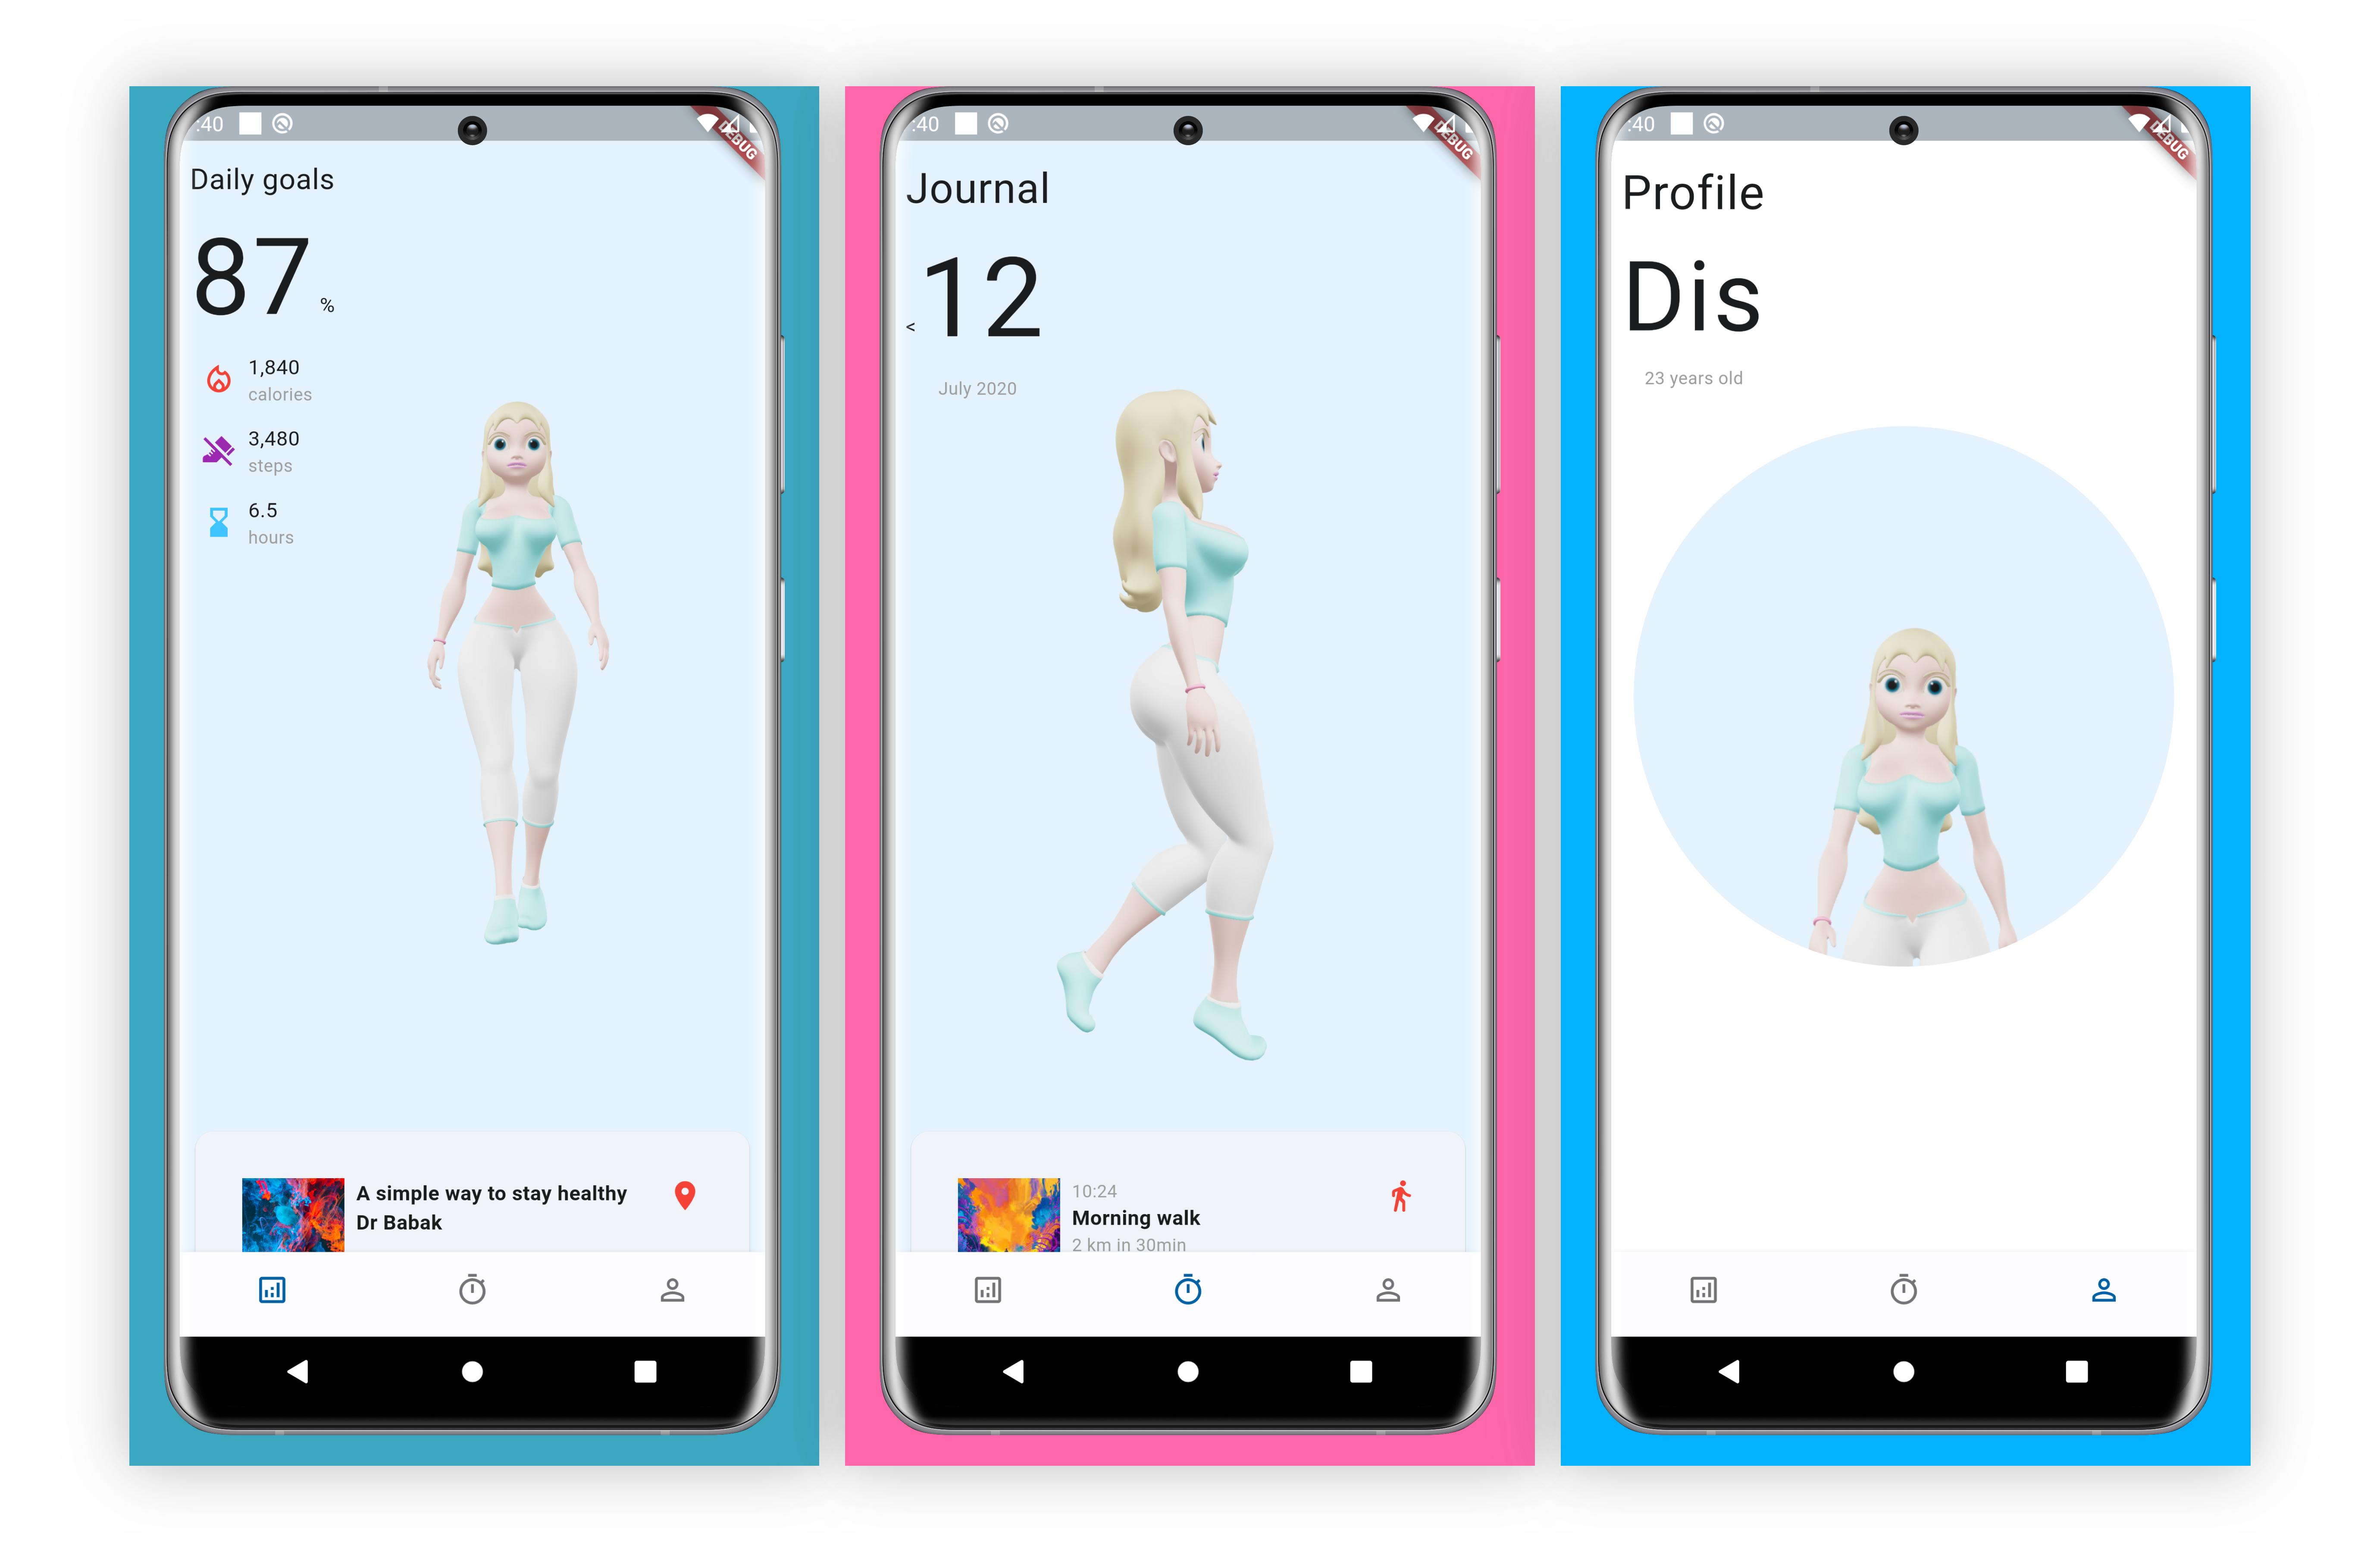 :40
DEBUG
Daily goals
87 %
1,840
calories
3,480
steps
6.5
hours
A simple way to stay healthy
Dr Babak
:40
DEBUG
Journal
< 12
July 2020
10:24
Morning walk
2 km in 30min
:40
DEBUG
Profile
Dis
23 years old